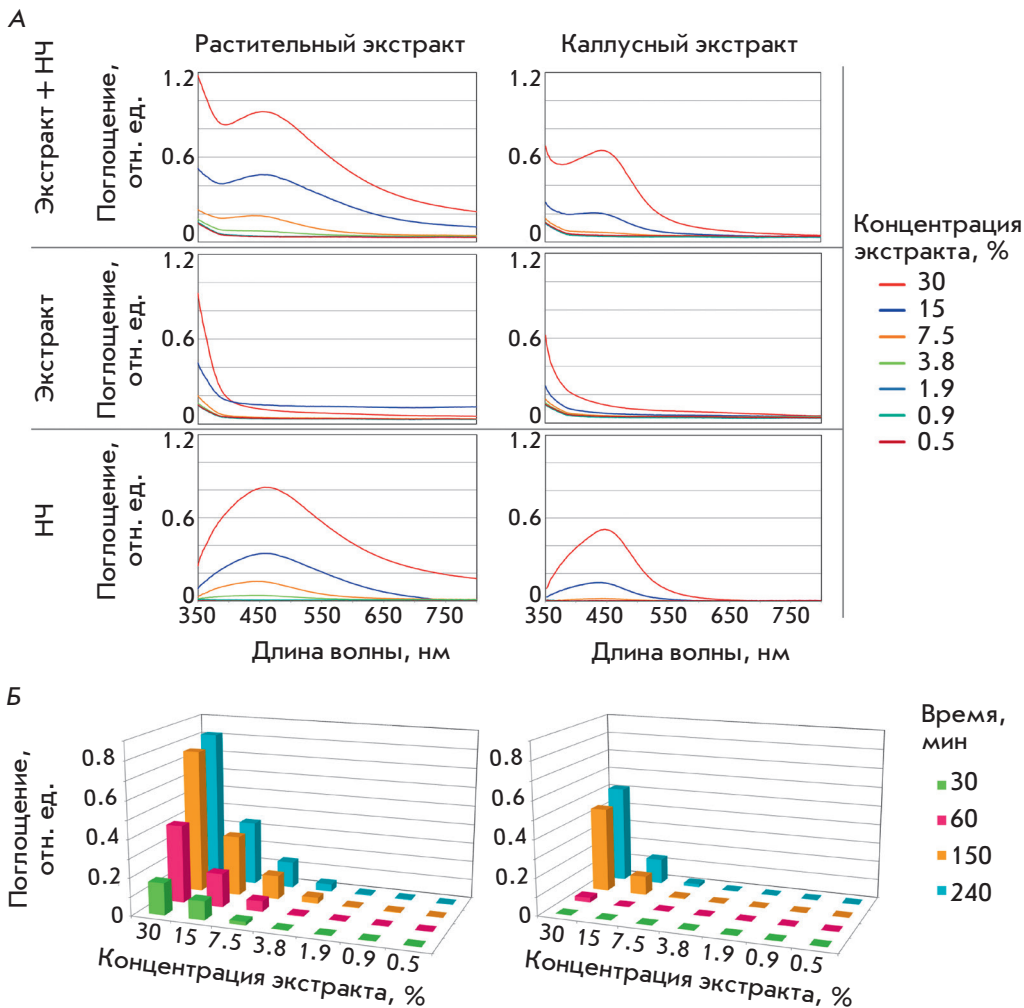 А
Растительный экстракт
Каллусный экстракт
Экстракт + НЧ
Поглощение,
отн. ед.
1.2
0.6
0
1.2
0.6
0
Экстракт
Поглощение,
отн. ед.
1.2
0.6
0
1.2
0.6
0
НЧ
Поглощение,
отн. ед.
1.2
0.6
0
1.2
0.6
0
350 450 550 650 750
350 450 550 650 750
Длина волны, нм
Длина волны, нм
Концентрация
экстракта, %
30
15
7.5
3.8
1.9
0.9
0.5
Б
Поглощение,
отн. ед.
0.8
0.6
0.4
0.2
0
30 15 7.5 3.8 1.9 0.9 0.5
Концентрация экстракта, %
0.8
0.6
0.4
0.2
0
30 15 7.5 3.8 1.9 0.9 0.5
Концентрация экстракта, %
Время,
мин
30
60
150
240